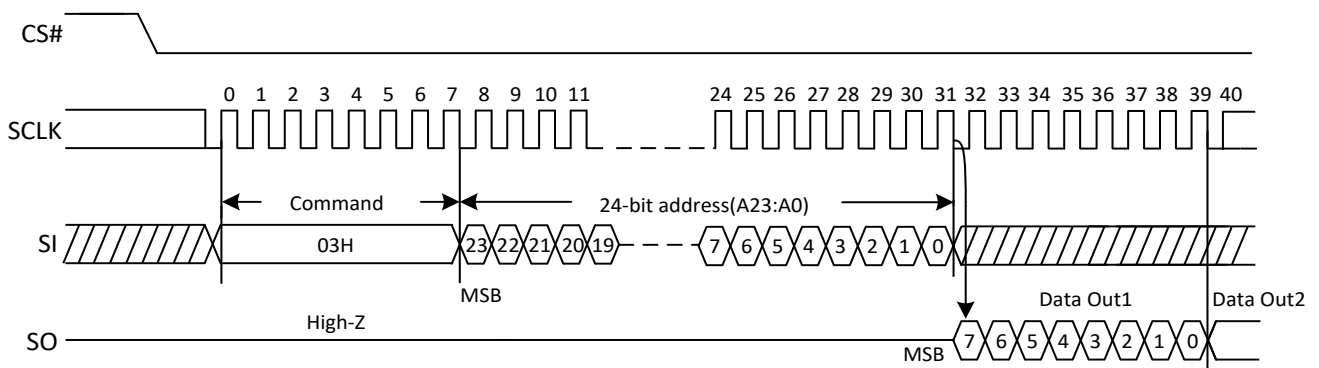 CS#
0 1 2 3 4 5 6 7 8 9 10 11 24 25 26 27 28 29 30 31 32 33 34 35 36 37 38 39 40
SCLK
Command 24-bit address(A23:A0)
SI 03H 23 22 21 20 19 7 6 5 4 3 2 1 0
MSB
High-Z Data Out1 Data Out2
SO MSB 7 6 5 4 3 2 1 0